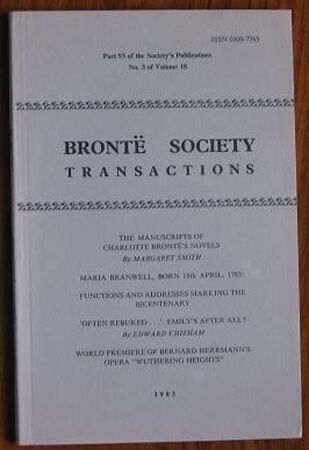 ISSN 0309-7765
Part 93 of the Society's Publications
No. 3 of Volume 18
BRONTË SOCIETY
TRANSACTIONS
THE MANUSCRIPTS OF
CHARLOTTE BRONTË'S NOVELS
By MARGARET SMITH
MARIA BRANWELL, BORN 15th APRIL, 1783:
FUNCTIONS AND ADDRESSES MARKING THE
BICENTENARY
'OFTEN REBUKED . . .': EMILY'S AFTER ALL?
By EDWARD CHITHAM
WORLD PREMIERE OF BERNARD HERRMANN'S
OPERA "WUTHERING HEIGHTS"
1983